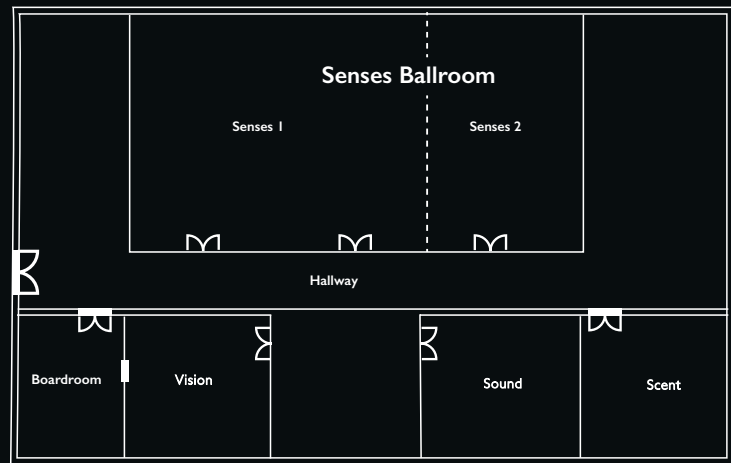 Senses Ballroom
Senses 1
Senses 2
Hallway
Boardroom
Vision
Sound
Scent